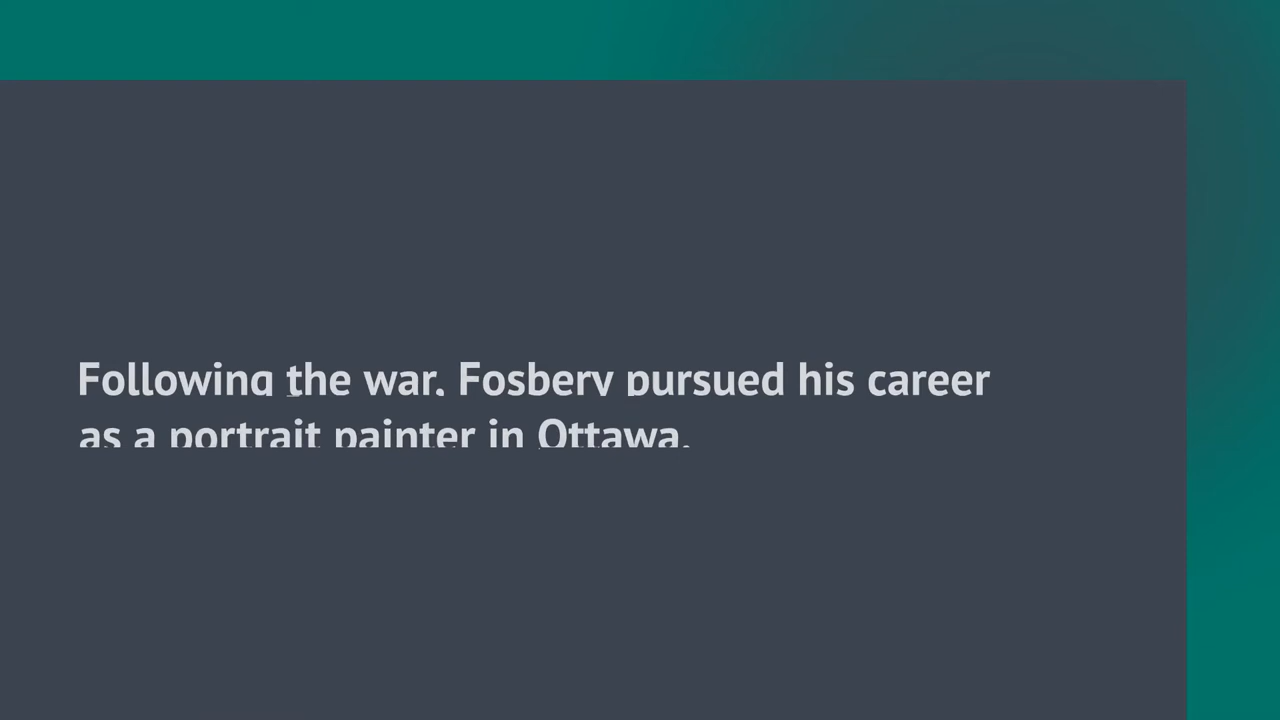 Following the war, Fosbery pursued his career
as a portrait painter in Ottawa.